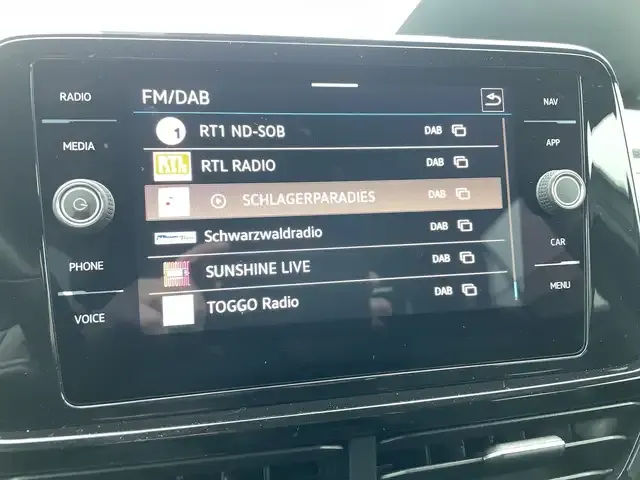 RADIO
MEDIA
PHONE
VOICE
FM/DAB
1 RT1 ND-SOB DAB
RTL RTL RADIO DAB
SCHLAGERPARADIES DAB
Schwarzwaldradio DAB
SUNSHINE LIVE DAB
TOGGO Radio DAB
NAV
APP
CAR
MENU